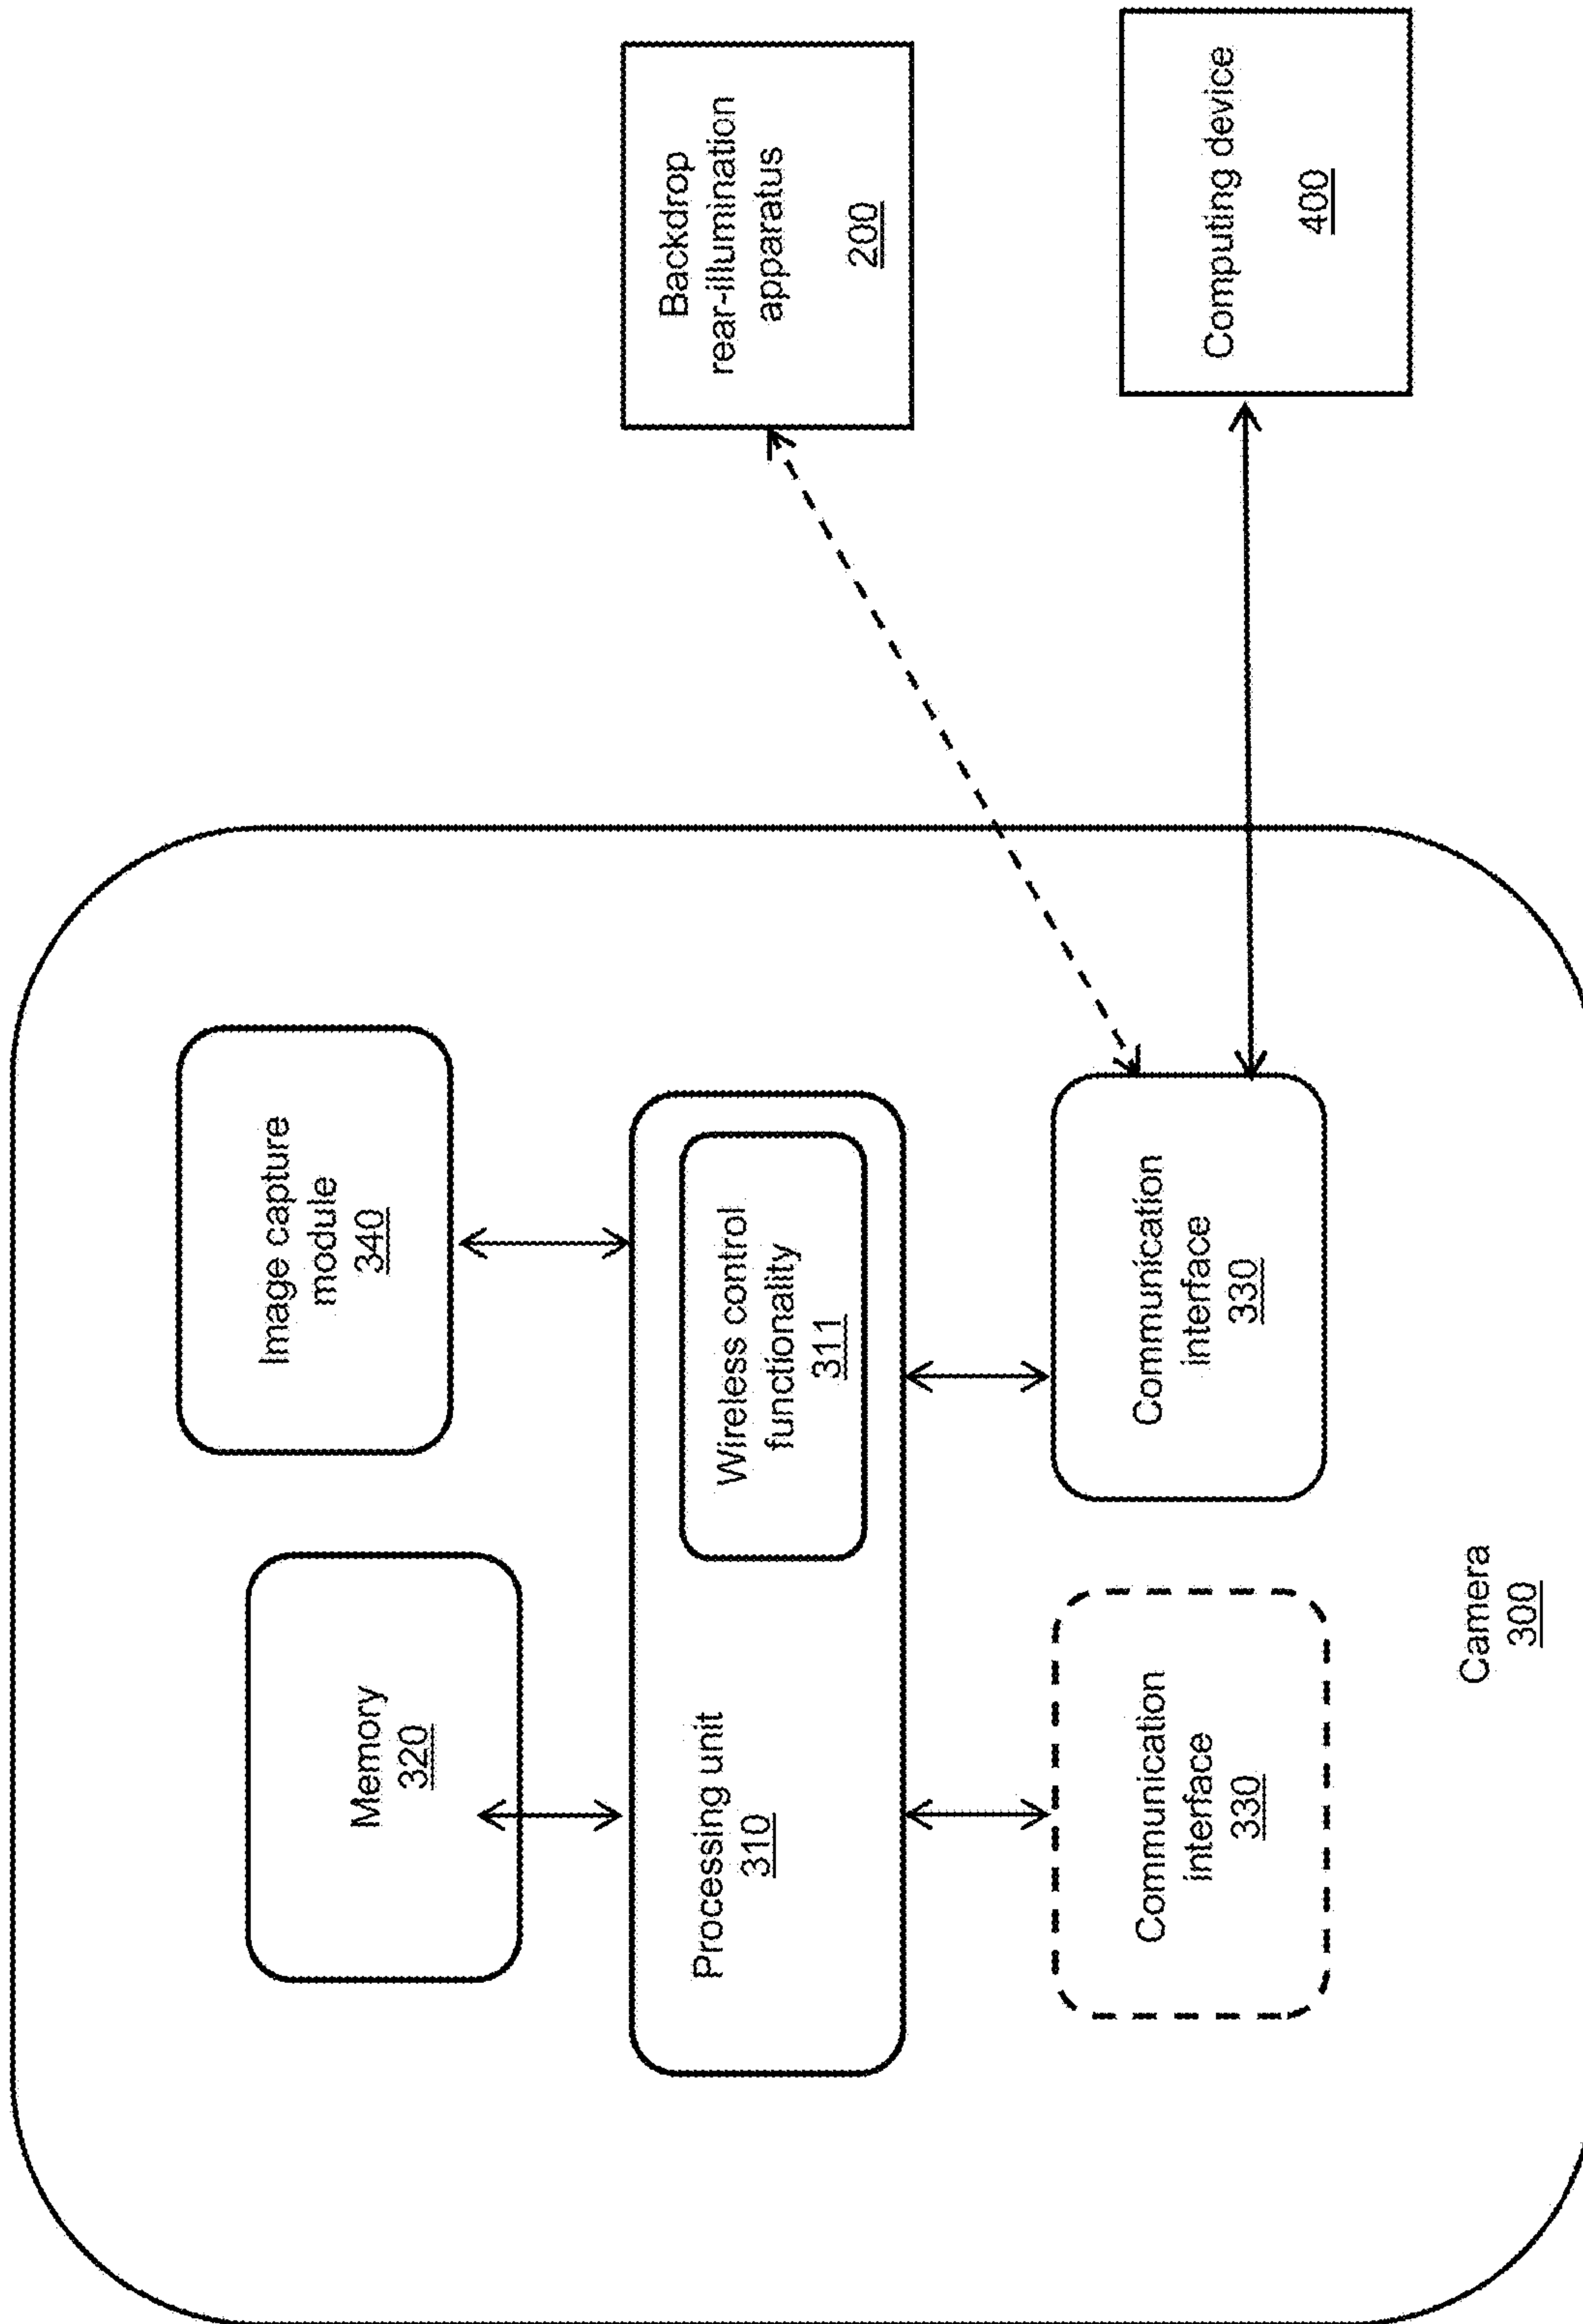 Memory
320
Image capture
module
340
Processing unit
310
Wireless control
functionality
311
Communication
interface
330
Communication
interface
330
Camera
300
Backdrop
rear-illumination
apparatus
200
Computing device
400